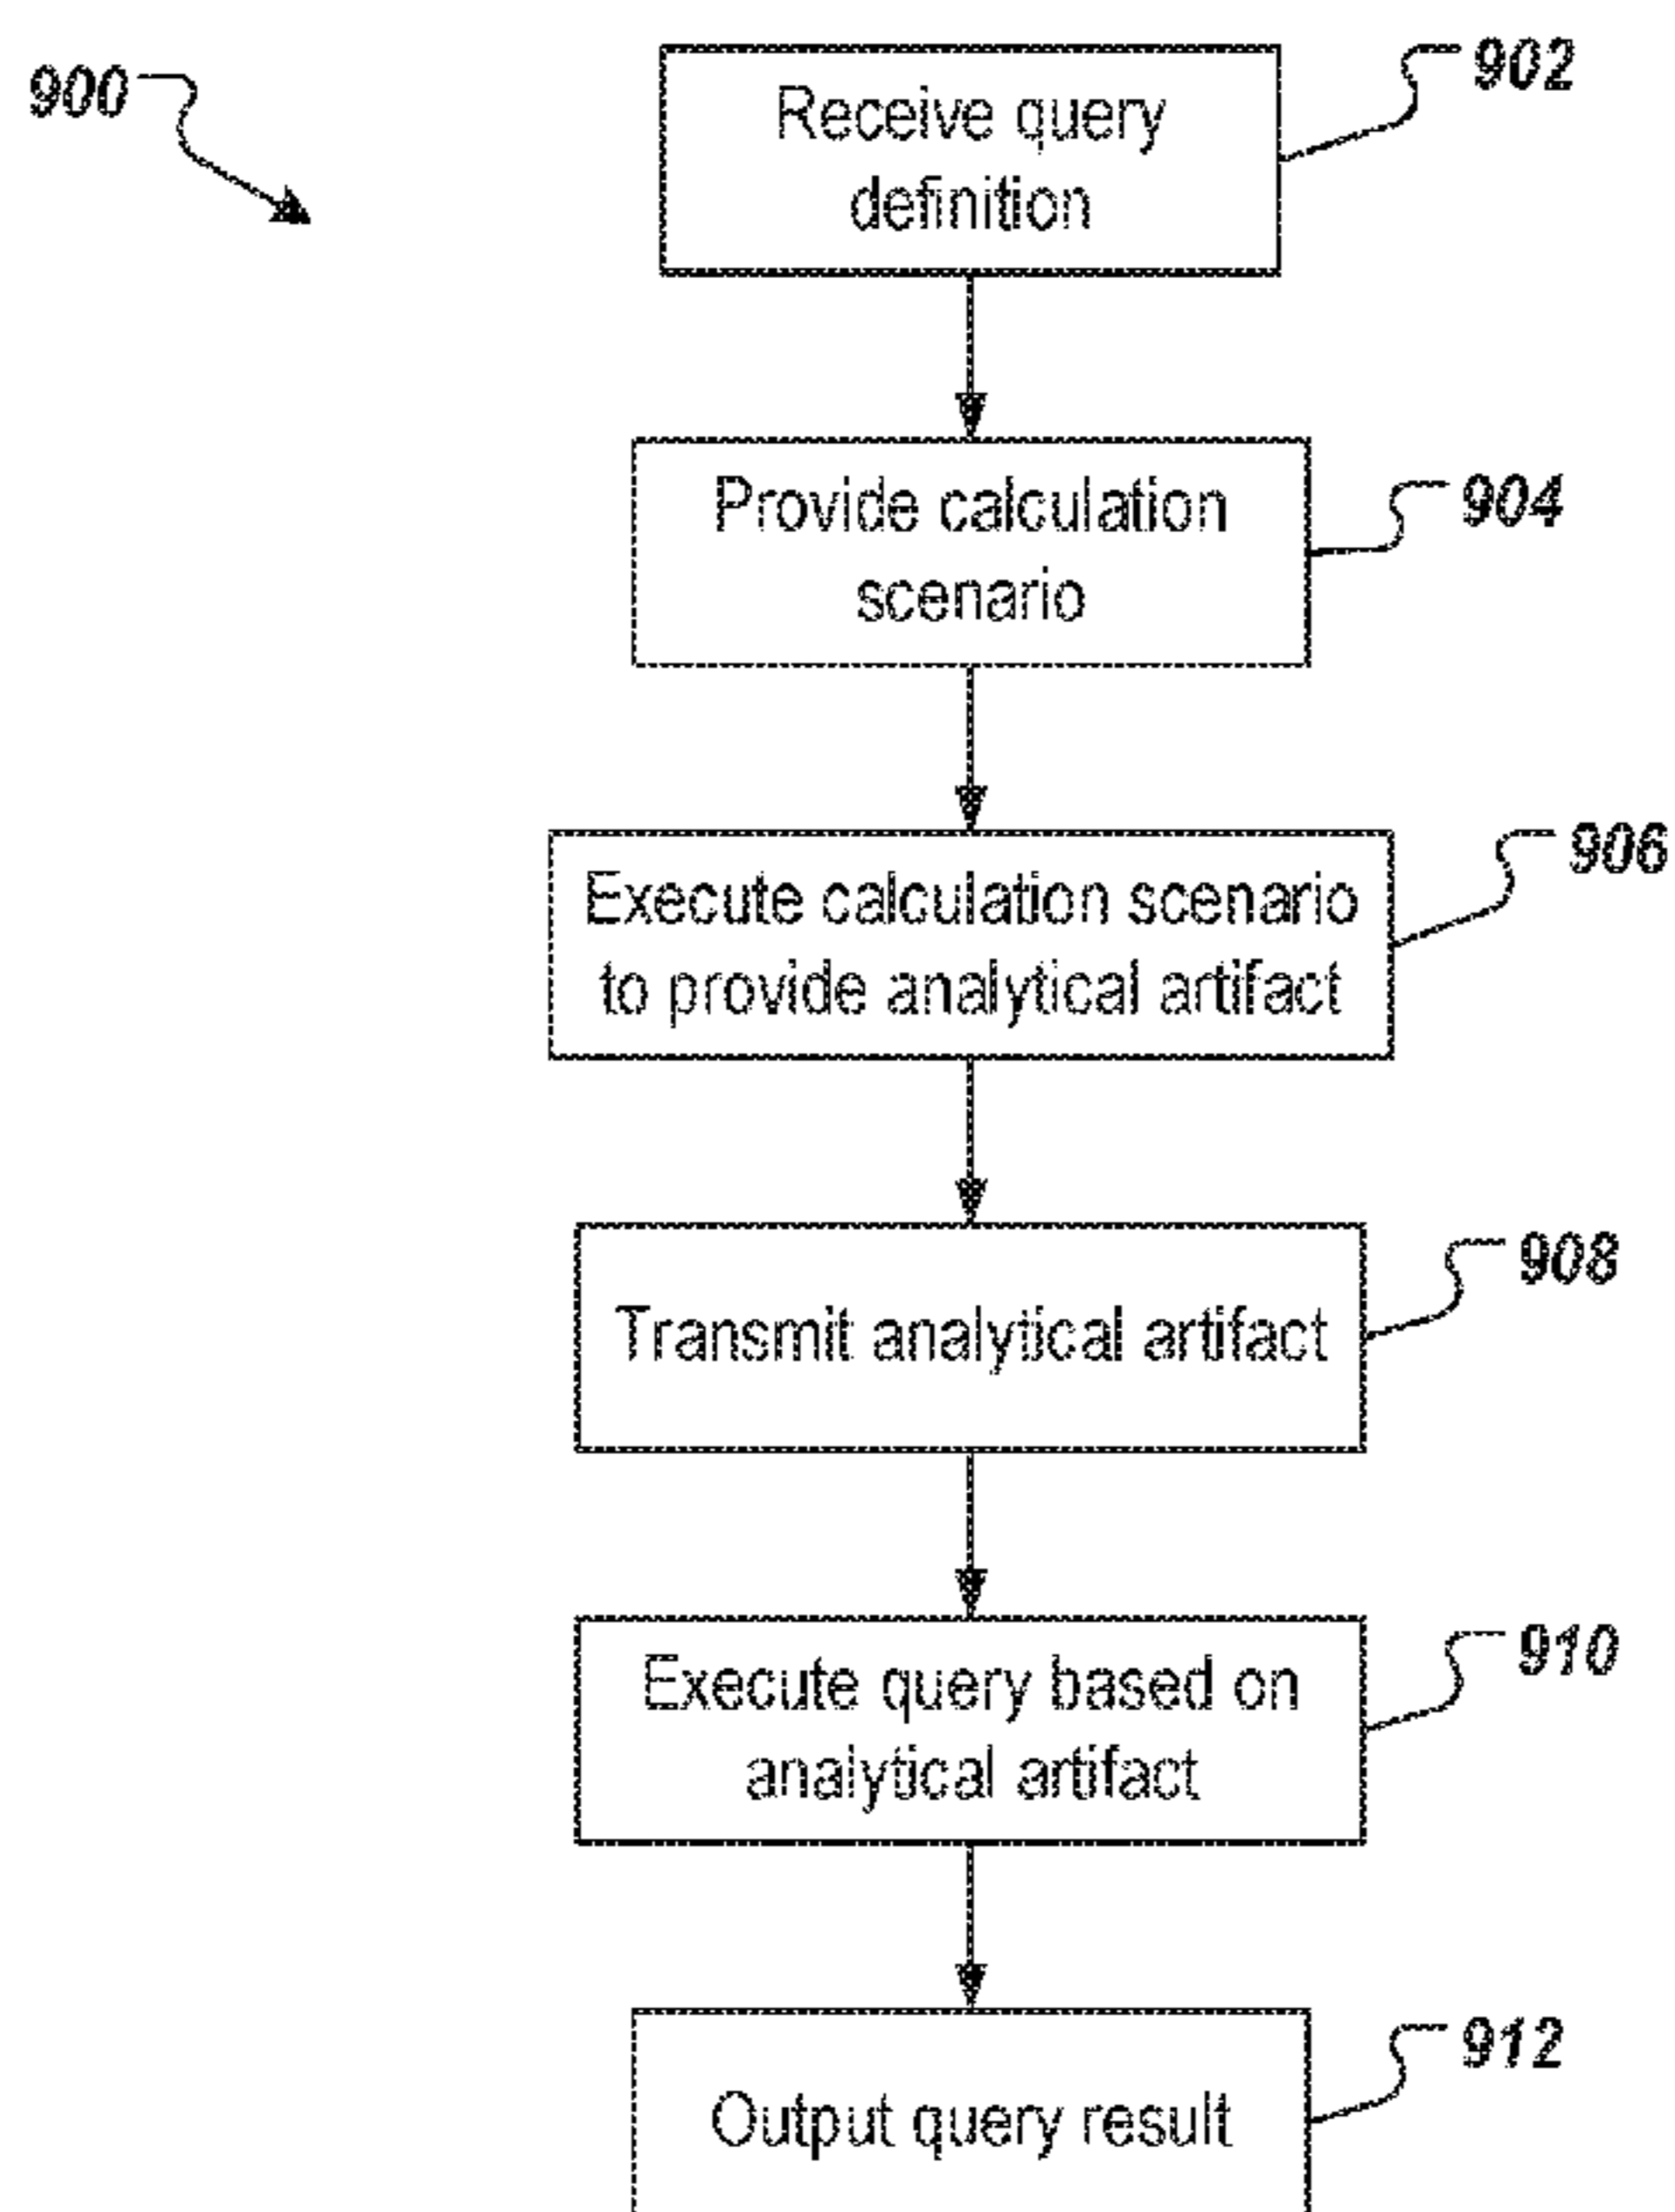 900
902
Receive query
definition
904
Provide calculation
scenario
906
Execute calculation scenario
to provide analytical artifact
908
Transmit analytical artifact
910
Execute query based on
analytical artifact
912
Output query result